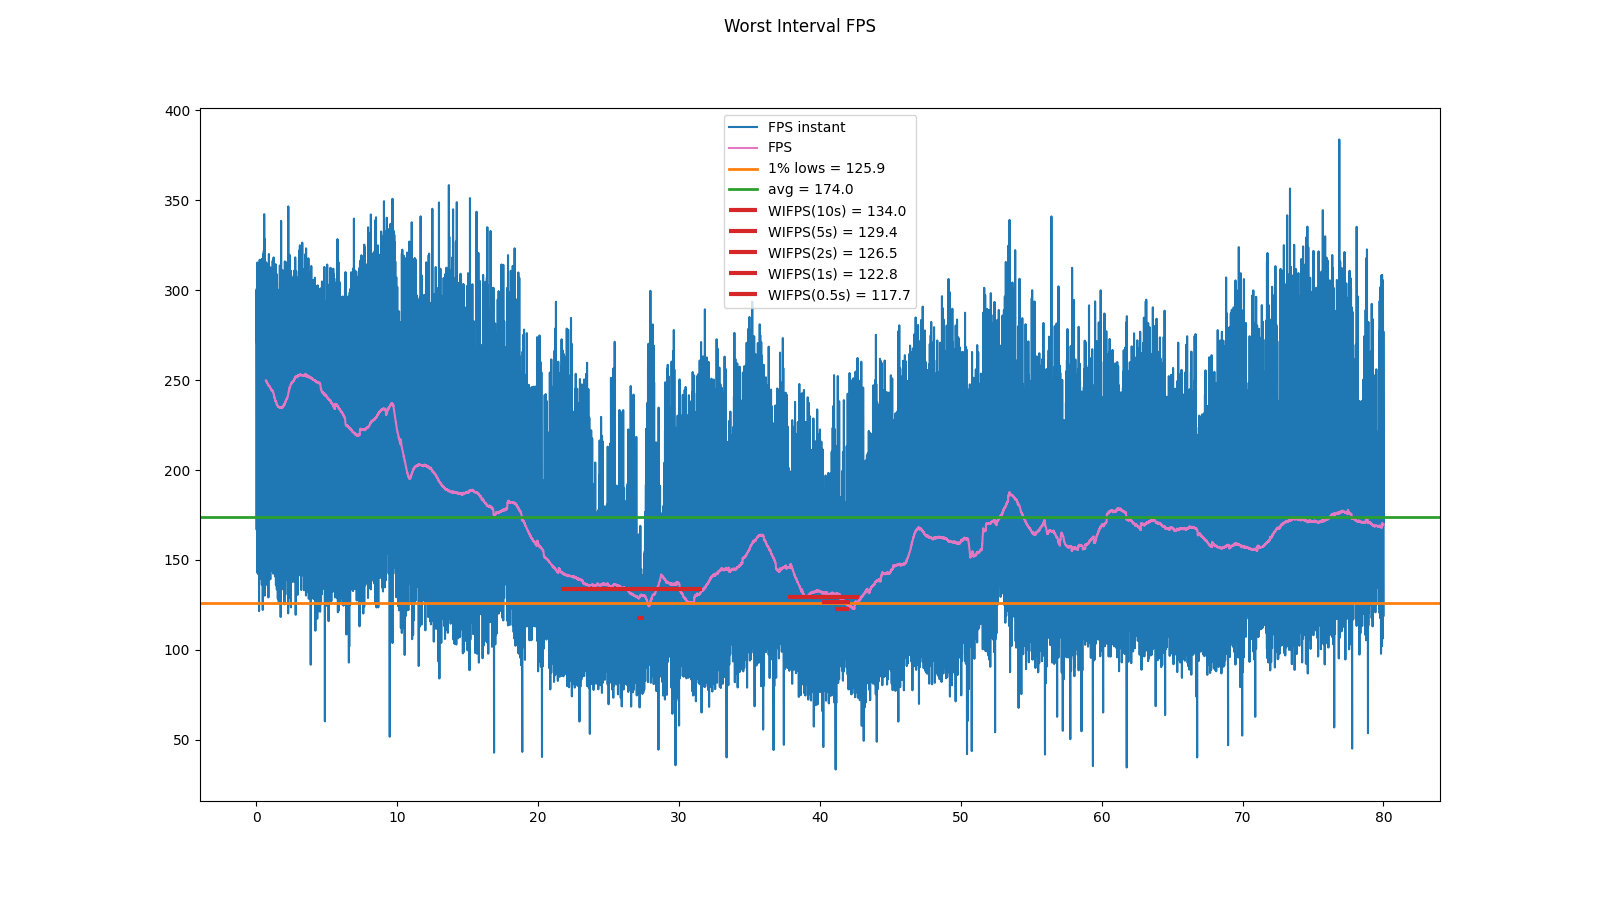 Worst Interval FPS
400
350
300
250
200
150
100
50
FPS instant
FPS
1% lows = 125.9
avg = 174.0
WIFPS(10s) = 134.0
WIFPS(5s) = 129.4
WIFPS(2s) = 126.5
WIFPS(1s) = 122.8
WIFPS(0.5s) = 117.7
0 10 20 30 40 50 60 70 80